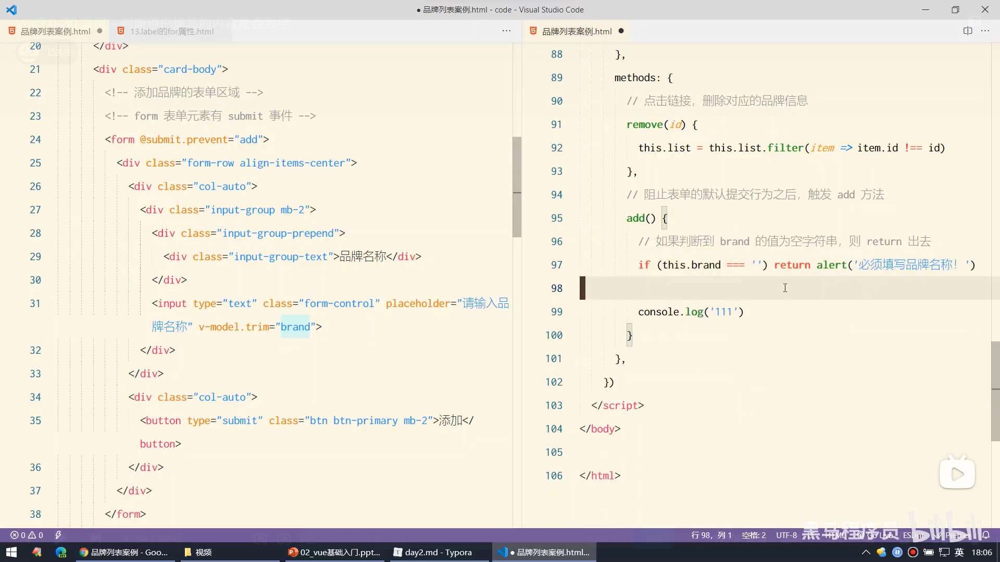 ● 品牌列表案例.html - code - Visual Studio Code
品牌列表案例.html ●
13.label的for属性.html
品牌列表案例.html ●
20 </div>
21 <div class="card-body">
22 <!-- 添加品牌的表单区域 -->
23 <!-- form 表单元素有 submit 事件 -->
24 <form @submit.prevent="add">
25 <div class="form-row align-items-center">
26 <div class="col-auto">
27 <div class="input-group mb-2">
28 <div class="input-group-prepend">
29 <div class="input-group-text">品牌名称</div>
30 </div>
31 <input type="text" class="form-control" placeholder="请输入品
牌名称" v-model.trim="brand">
32 </div>
33 </div>
34 <div class="col-auto">
35 <button type="submit" class="btn btn-primary mb-2">添加</
button>
36 </div>
37 </div>
38 </form>
88 },
89 methods: {
90 // 点击链接，删除对应的品牌信息
91 remove(id) {
92 this.list = this.list.filter(item => item.id !== id)
93 },
94 // 阻止表单的默认提交行为之后，触发 add 方法
95 add() {
96 // 如果判断到 brand 的值为空字符串，则 return 出去
97 if (this.brand === '') return alert('必须填写品牌名称！')
98
99 console.log('111')
100 }
101 },
102 })
103 </script>
104 </body>
105
106 </html>
黑马程序员 bilibili
0 0
行 98，列 1 空格: 2 UTF-8 HTML Go Live ESLint Prettier
品牌列表案例 - Goo...
视频
02_vue基础入门.ppt...
day2.md - Typora
● 品牌列表案例.html...
英 18:06